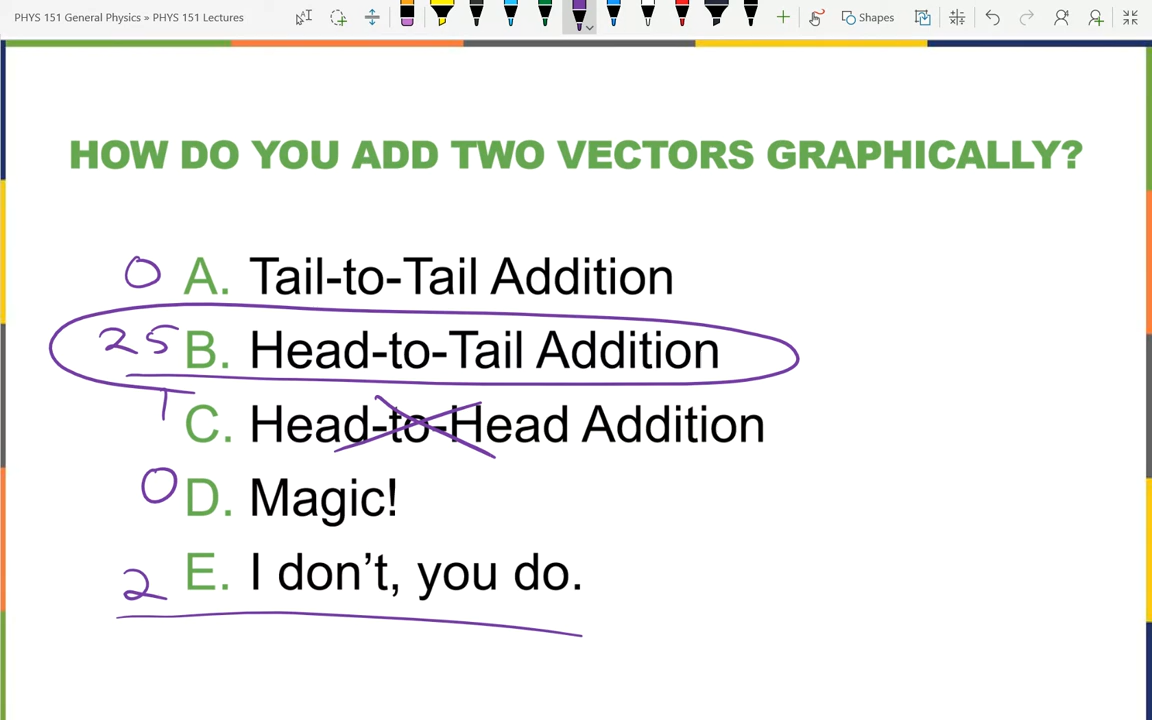 PHYS 151 General Physics » PHYS 151 Lectures
Shapes
HOW DO YOU ADD TWO VECTORS GRAPHICALLY?
0 A. Tail-to-Tail Addition
25 B. Head-to-Tail Addition
1 C. Head-to-Head Addition
0 D. Magic!
2 E. I don’t, you do.